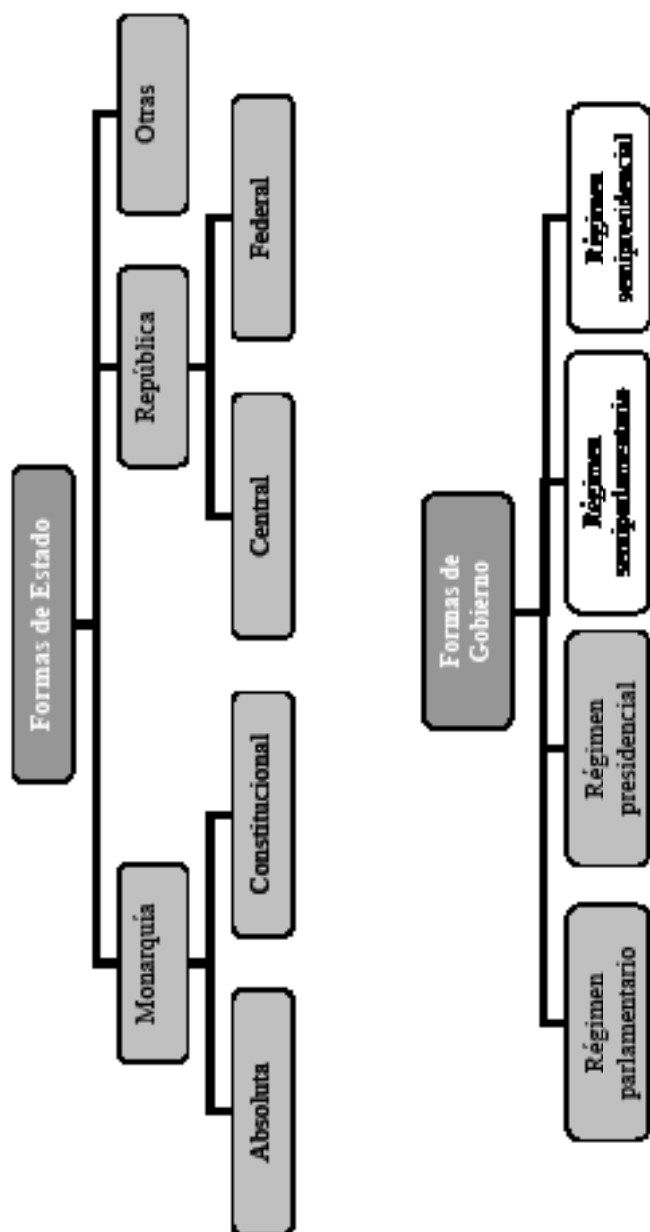 Formas de Estado
Monarquía
República
Otras
Absoluta
Constitucional
Central
Federal
Formas de
Gobierno
Régimen
parlamentario
Régimen
presidencial
Régimen
semiparlamentario
Régimen
semipresidencial